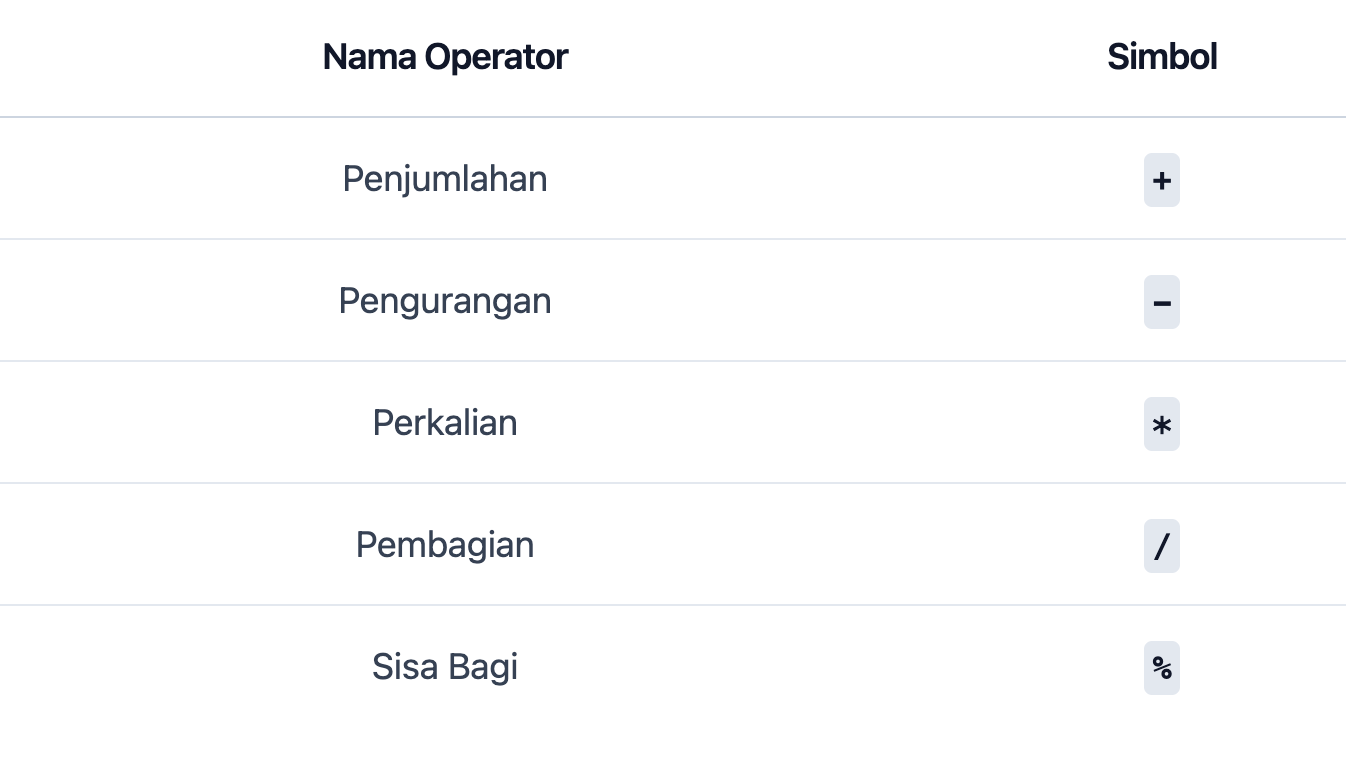 Nama Operator Simbol
Penjumlahan +
Pengurangan -
Perkalian *
Pembagian /
Sisa Bagi %